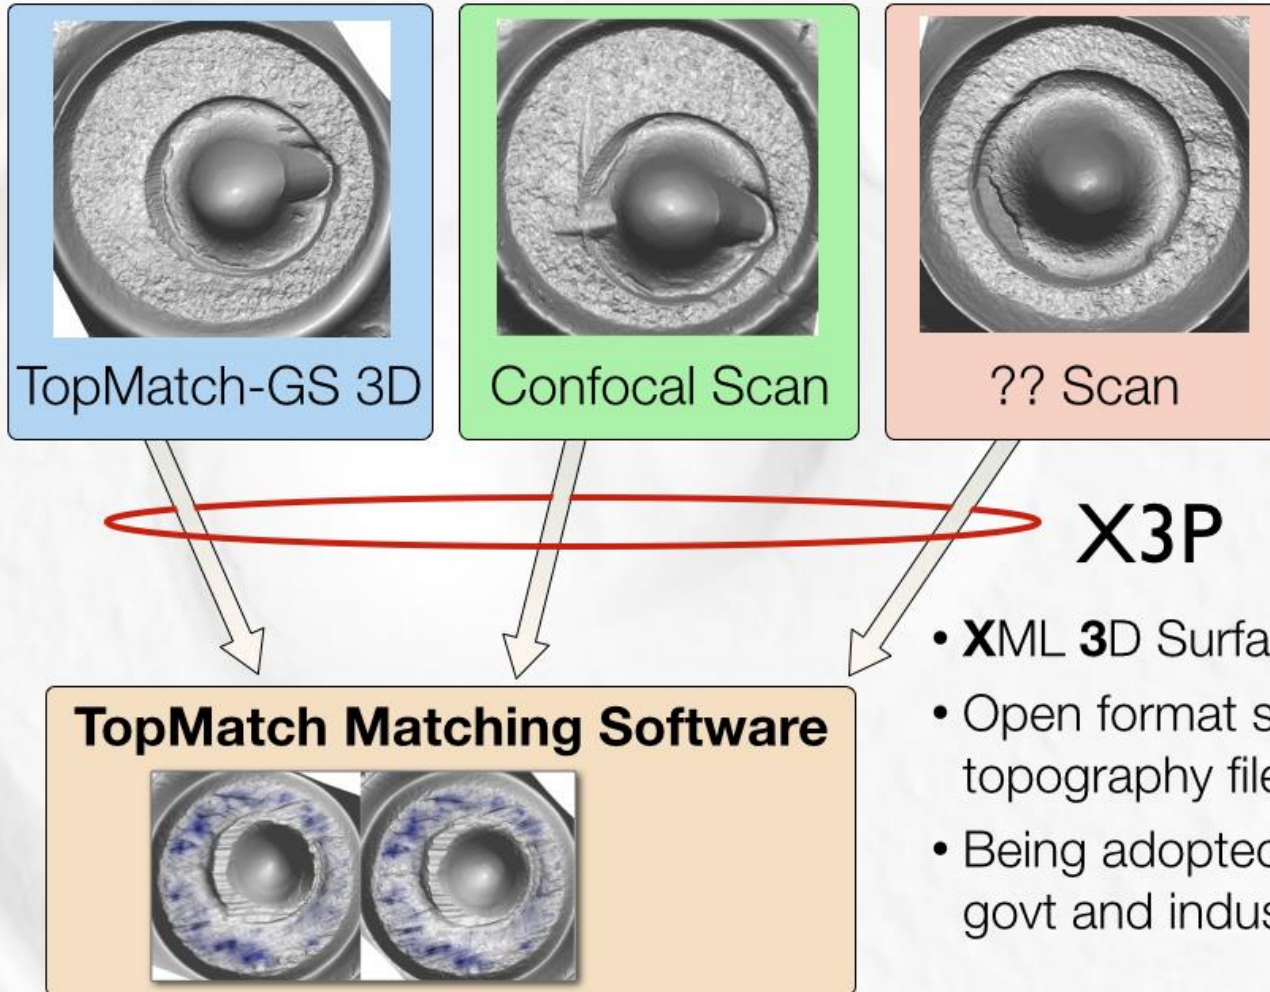 TopMatch-GS 3D
Confocal Scan
?? Scan
X3P
• XML 3D Surfa
• Open format s
topography file
• Being adopted
govt and indus
TopMatch Matching Software